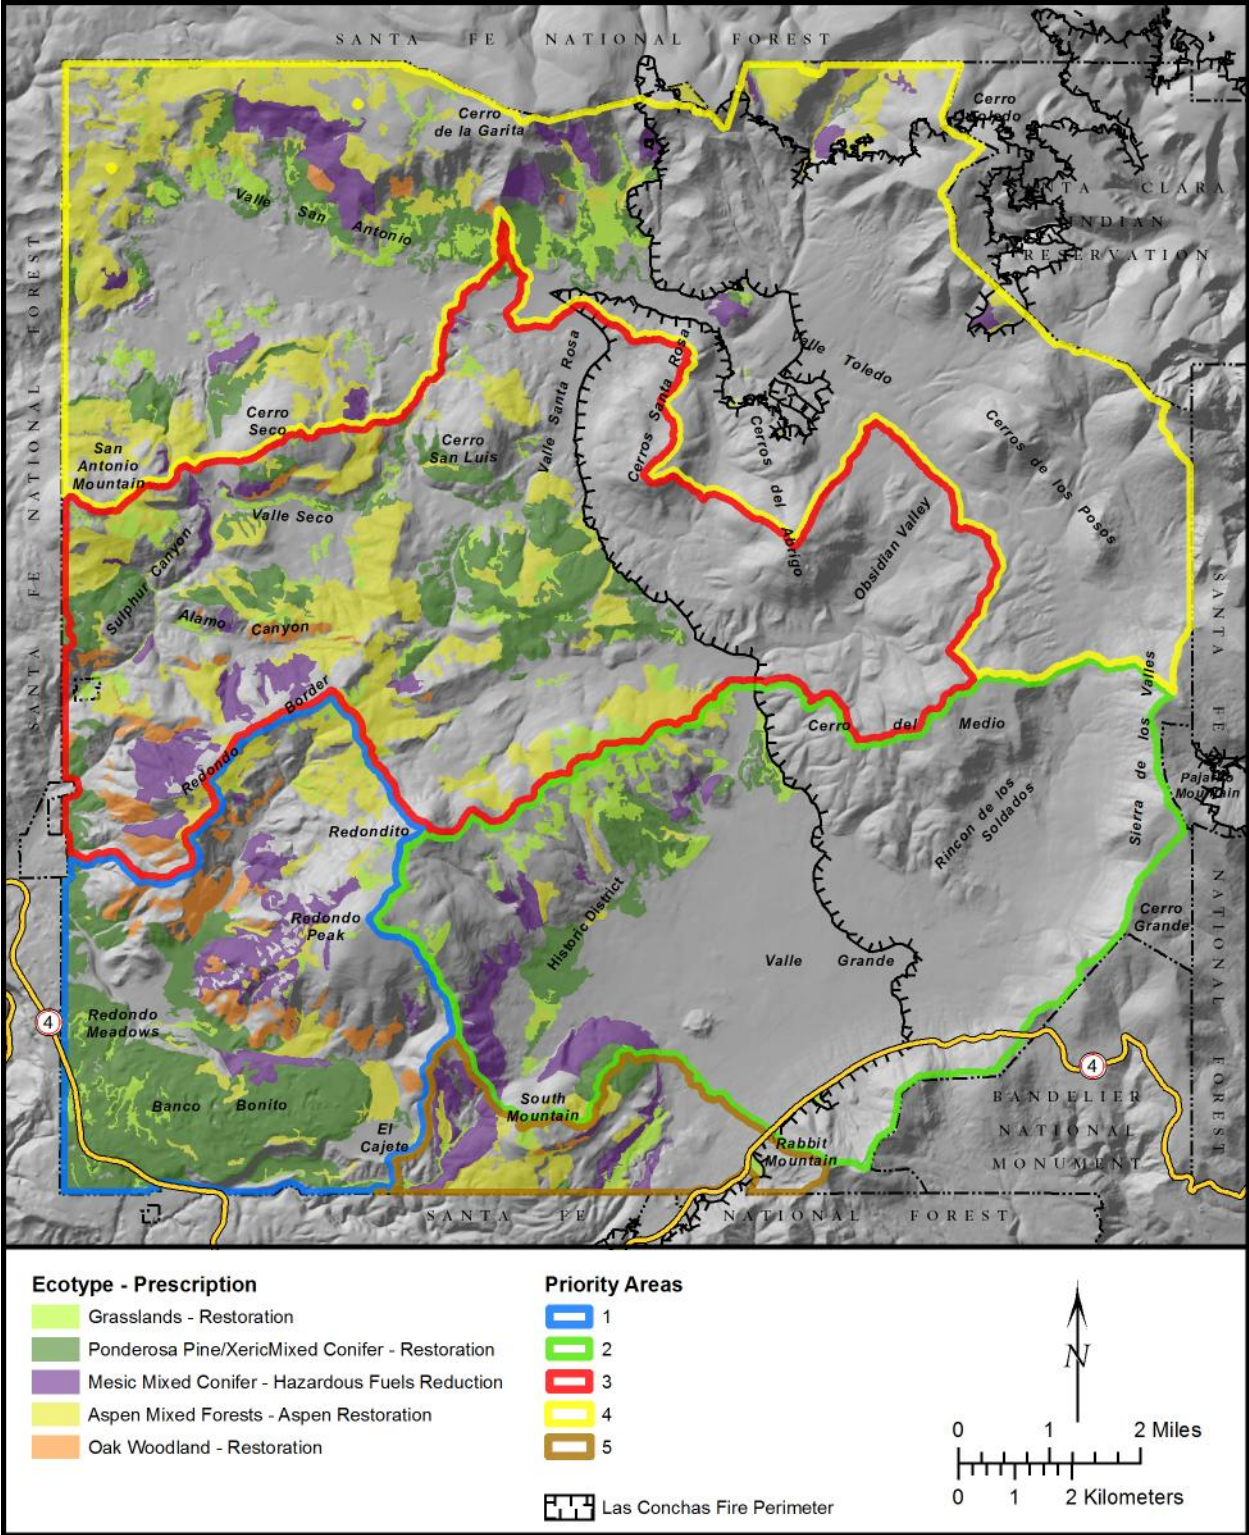 SANTA FE NATIONAL FOREST
Cerro
de la Garita
Cerro
Toledo
SANTA CLARA
INDIAN
RESERVATION
Valle San Antonio
SANTA FE NATIONAL FOREST
Valle Toledo
Valle Santa Rosa
Cerros Santa Rosa
Cerro
Seco
Cerro
San Luis
San
Antonio
Mountain
Cerros del Abrigo
Cerros de los Posos
Obsidian Valley
Valle Seco
Sulphur Canyon
Alamo Canyon
SANTA FE NATIONAL FOREST
Redondo Border
Cerro del Medio
Sierra de los Valles
Pajarito
Mountain
Rincon de los
Soldados
Redondito
Redondo
Peak
Historic District
Cerro
Grande
Valle Grande
Redondo
Meadows
4
4
Banco Bonito
El
Cajete
South
Mountain
Rabbit
Mountain
BANDELIER
NATIONAL
MONUMENT
SANTA FE NATIONAL FOREST
Ecotype - Prescription
Grasslands - Restoration
Ponderosa Pine/XericMixed Conifer - Restoration
Mesic Mixed Conifer - Hazardous Fuels Reduction
Aspen Mixed Forests - Aspen Restoration
Oak Woodland - Restoration
Priority Areas
1
2
3
4
5
Las Conchas Fire Perimeter
N
0 1 2 Miles
0 1 2 Kilometers